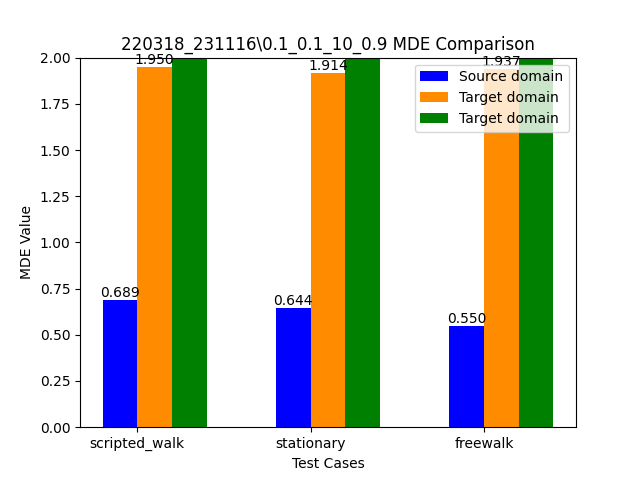 220318_231116\0.1_0.1_10_0.9 MDE Comparison
2.00
1.75
1.50
1.25
1.00
0.75
0.50
0.25
0.00
MDE Value
1.950
1.914
1.937
0.689
0.644
0.550
Source domain
Target domain
Target domain
scripted_walk
stationary
freewalk
Test Cases